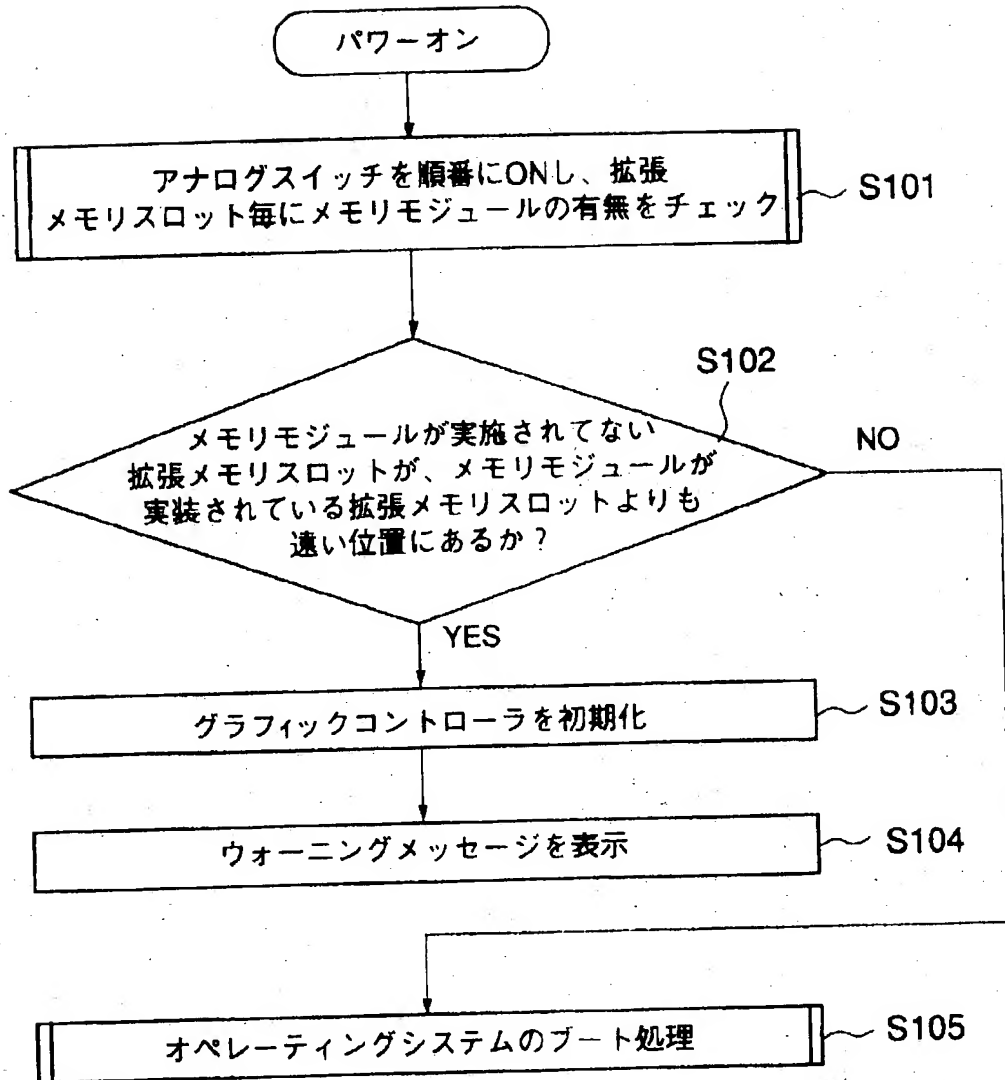 パワーオン
アナログスイッチを順番にONし、拡張
メモリスロット毎にメモリモジュールの有無をチェック
S101
S102
メモリモジュールが実施されてない
拡張メモリスロットが、メモリモジュールが
実装されている拡張メモリスロットよりも
遠い位置にあるか?
NO
YES
グラフィックコントローラを初期化
S103
ウォーニングメッセージを表示
S104
オペレーティングシステムのブート処理
S105